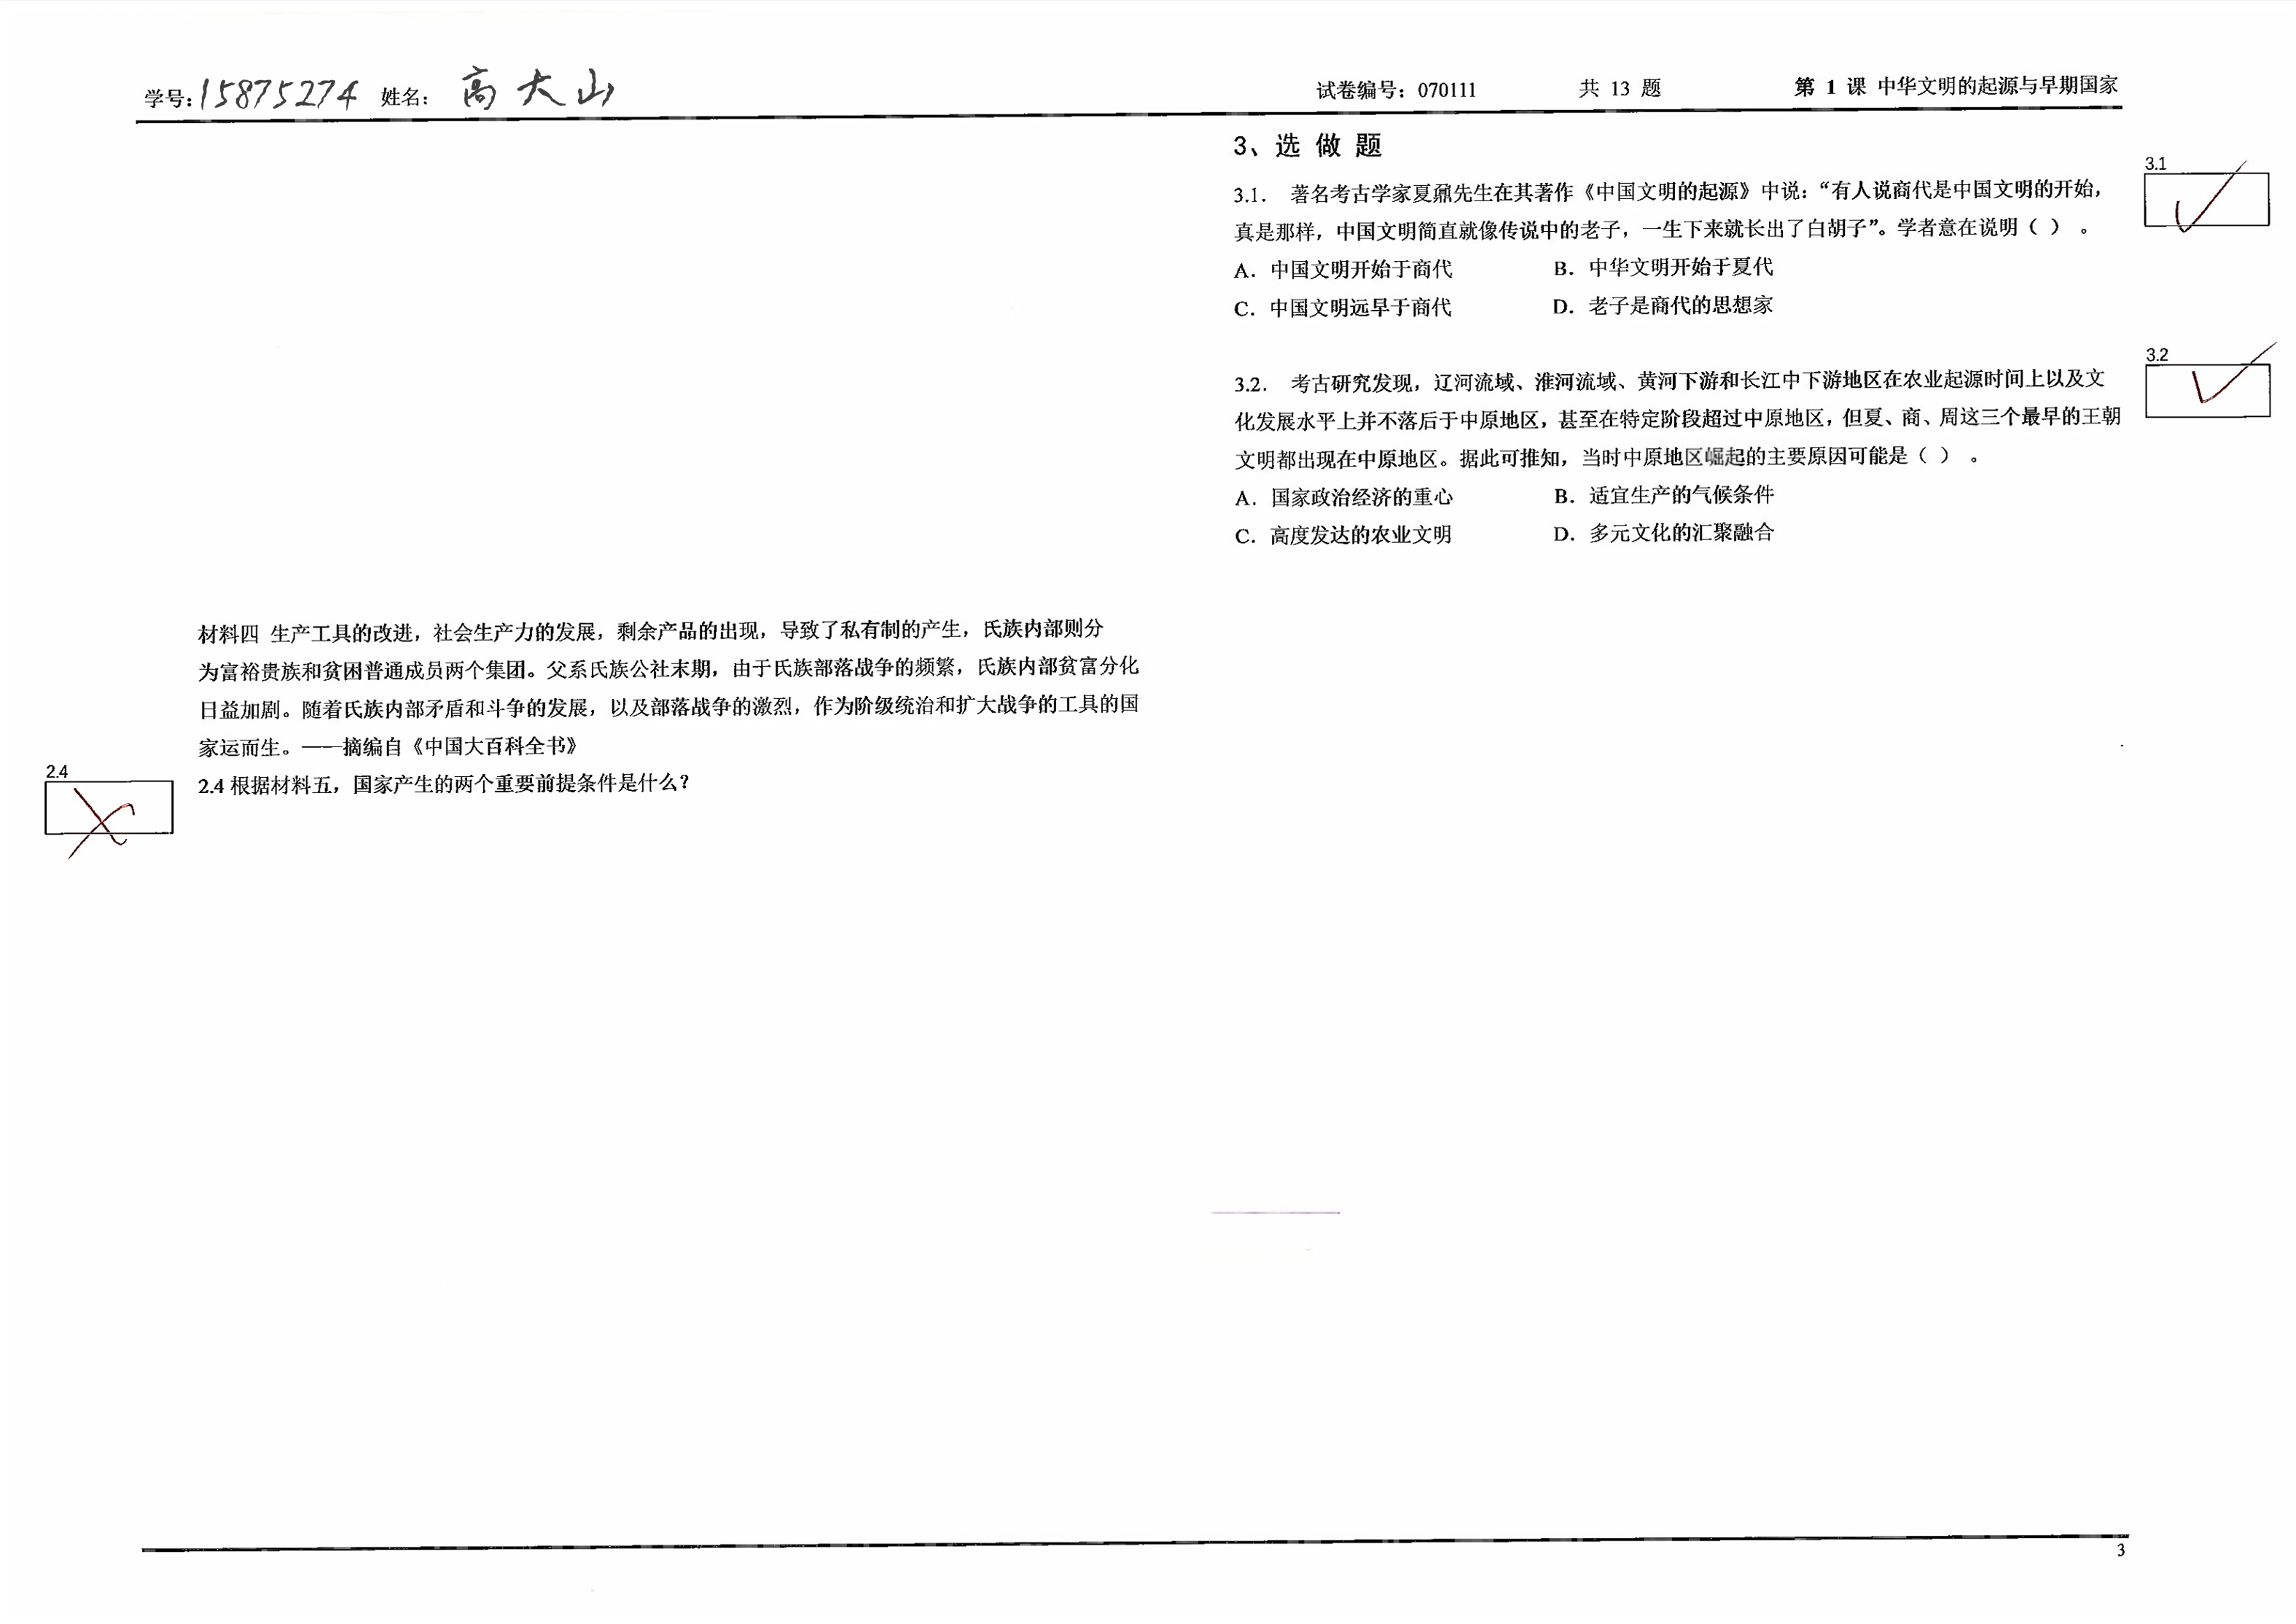 学号:15875274 姓名: 高大山
试卷编号：070111 共 13 题 第 1 课 中华文明的起源与早期国家
材料四 生产工具的改进，社会生产力的发展，剩余产品的出现，导致了私有制的产生，氏族内部则分
为富裕贵族和贫困普通成员两个集团。父系氏族公社末期，由于氏族部落战争的频繁，氏族内部贫富分化
日益加剧。随着氏族内部矛盾和斗争的发展，以及部落战争的激烈，作为阶级统治和扩大战争的工具的国
家运而生。——摘编自《中国大百科全书》
2.4
2.4 根据材料五，国家产生的两个重要前提条件是什么？
3、选 做 题
3.1
3.1. 著名考古学家夏鼐先生在其著作《中国文明的起源》中说：“有人说商代是中国文明的开始，
真是那样，中国文明简直就像传说中的老子，一生下来就长出了白胡子”。学者意在说明（ ） 。
A. 中国文明开始于商代 B. 中华文明开始于夏代
C. 中国文明远早于商代 D. 老子是商代的思想家
3.2
3.2. 考古研究发现，辽河流域、淮河流域、黄河下游和长江中下游地区在农业起源时间上以及文
化发展水平上并不落后于中原地区，甚至在特定阶段超过中原地区，但夏、商、周这三个最早的王朝
文明都出现在中原地区。据此可推知，当时中原地区崛起的主要原因可能是（ ） 。
A. 国家政治经济的重心 B. 适宜生产的气候条件
C. 高度发达的农业文明 D. 多元文化的汇聚融合
3